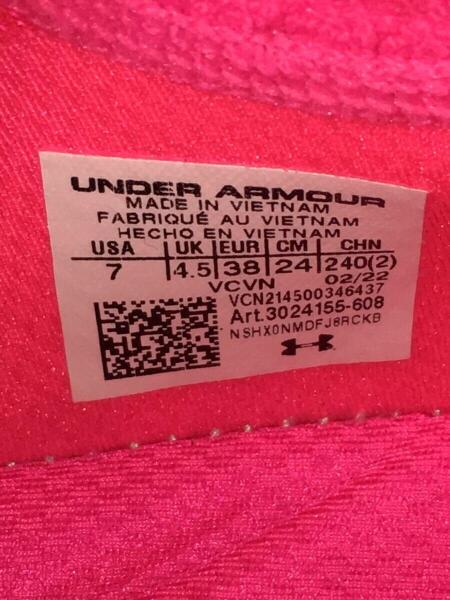 UNDER ARMOUR
MADE IN VIETNAM
FABRIQUÉ AU VIETNAM
HECHO EN VIETNAM
USA UK EUR CM CHN
7 4.5 38 24 240(2)
VCVN 02/22
VCN214500346437
Art.3024155-608
NSHX0NMDFJ8RCKB